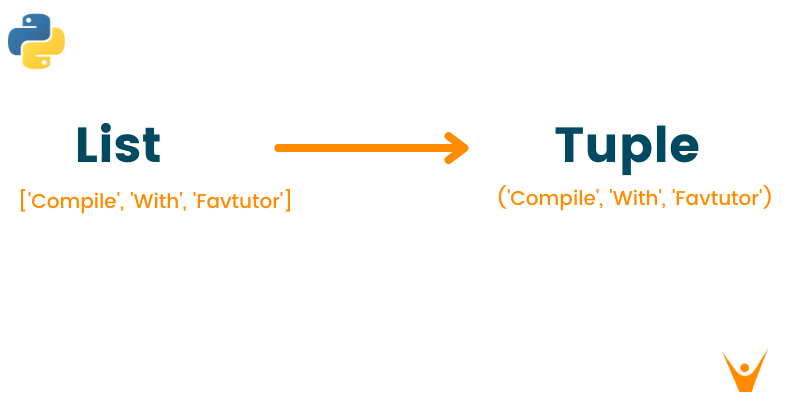 List
Tuple
['Compile', 'With', 'Favtutor']
('Compile', 'With', 'Favtutor')